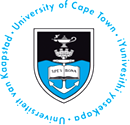 University of Cape Town · iYunivesithi yaseKapa · Universiteit van Kaapstad ·
SPES BONA